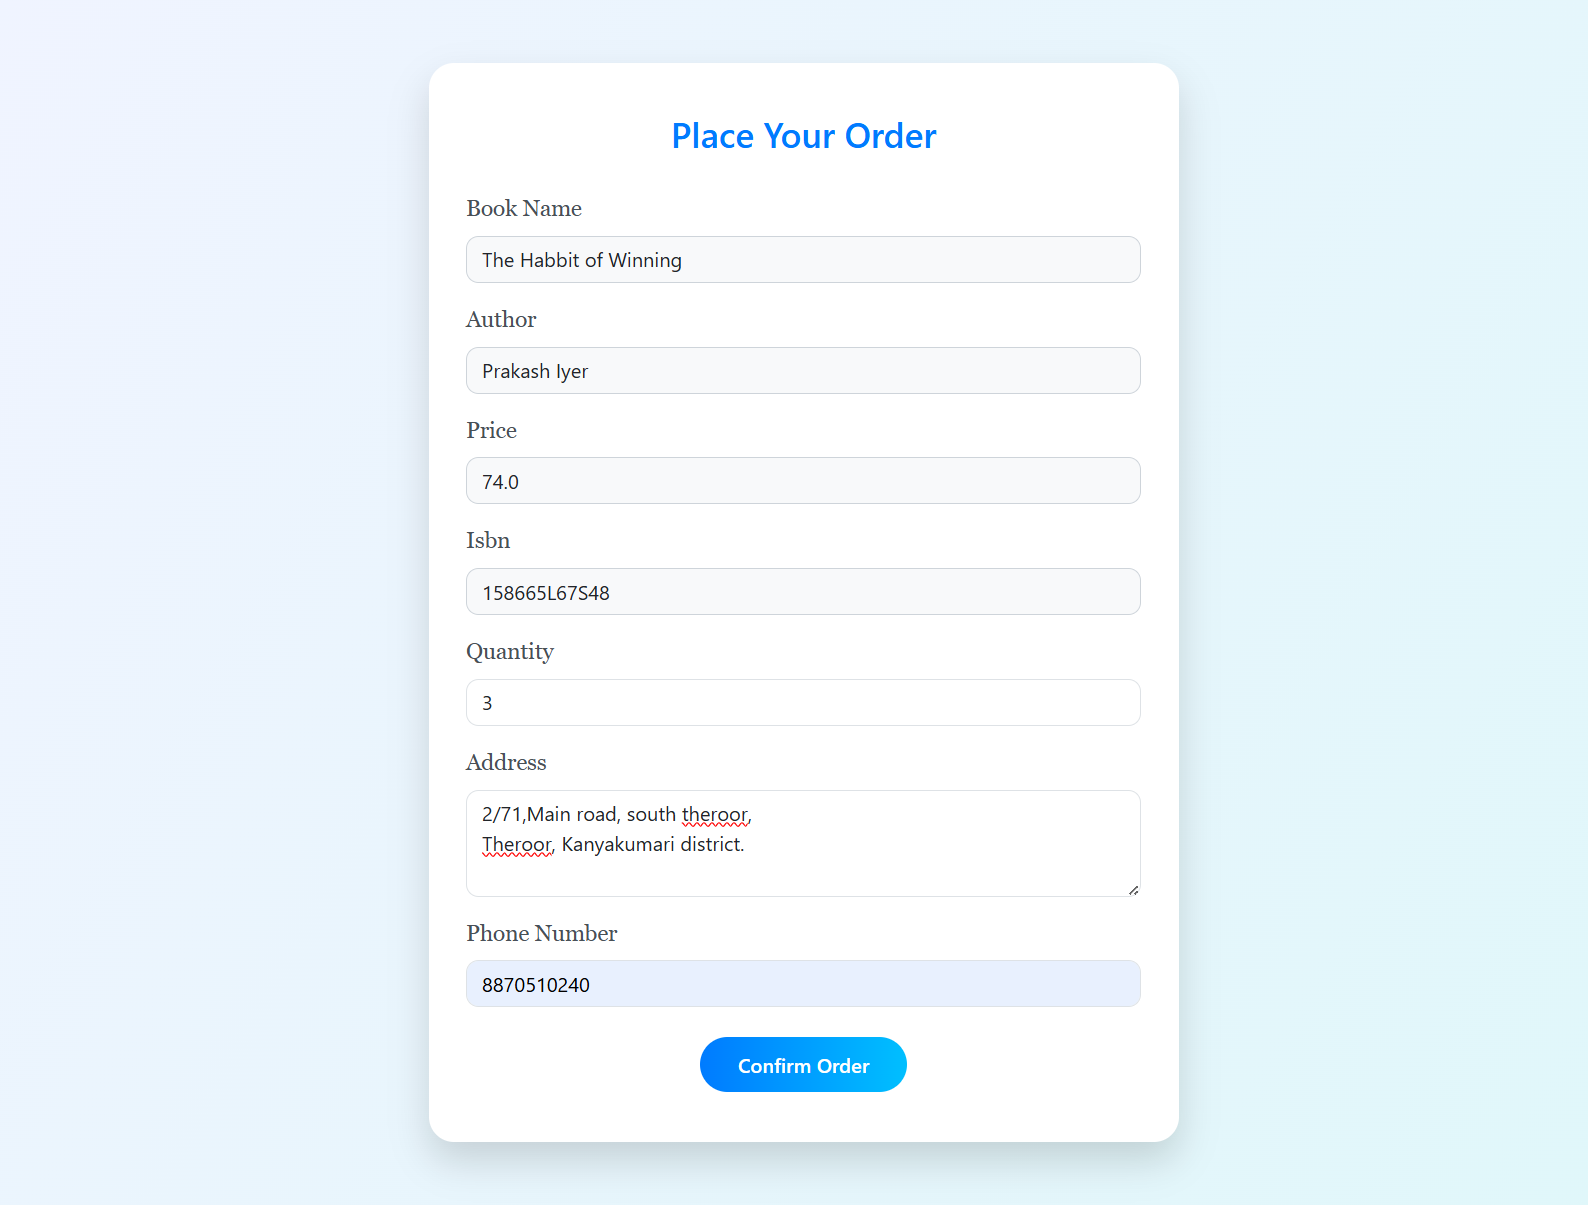 Place Your Order
Book Name
The Habbit of Winning
Author
Prakash Iyer
Price
74.0
Isbn
158665L67S48
Quantity
3
Address
2/71,Main road, south theroor,
Theroor, Kanyakumari district.
Phone Number
8870510240
Confirm Order